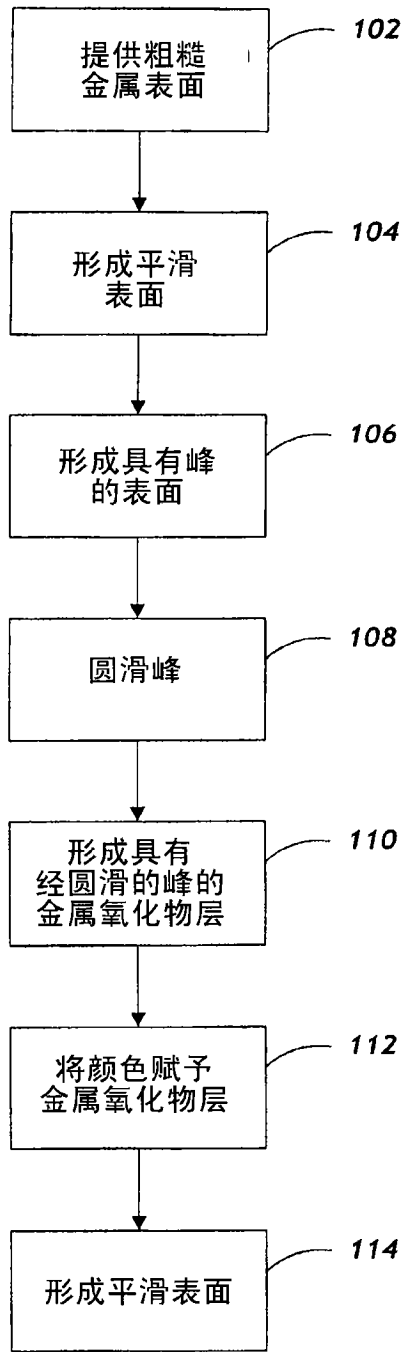 提供粗糙
金属表面
102
形成平滑
表面
104
形成具有峰
的表面
106
圆滑峰
108
形成具有
经圆滑的峰的
金属氧化物层
110
将颜色赋予
金属氧化物层
112
形成平滑表面
114